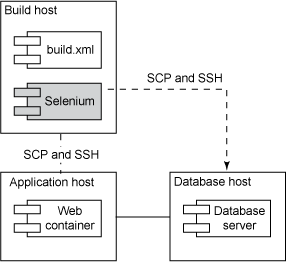 Build host
build.xml
Selenium
SCP and SSH
SCP and SSH
Application host
Web
container
Database host
Database
server